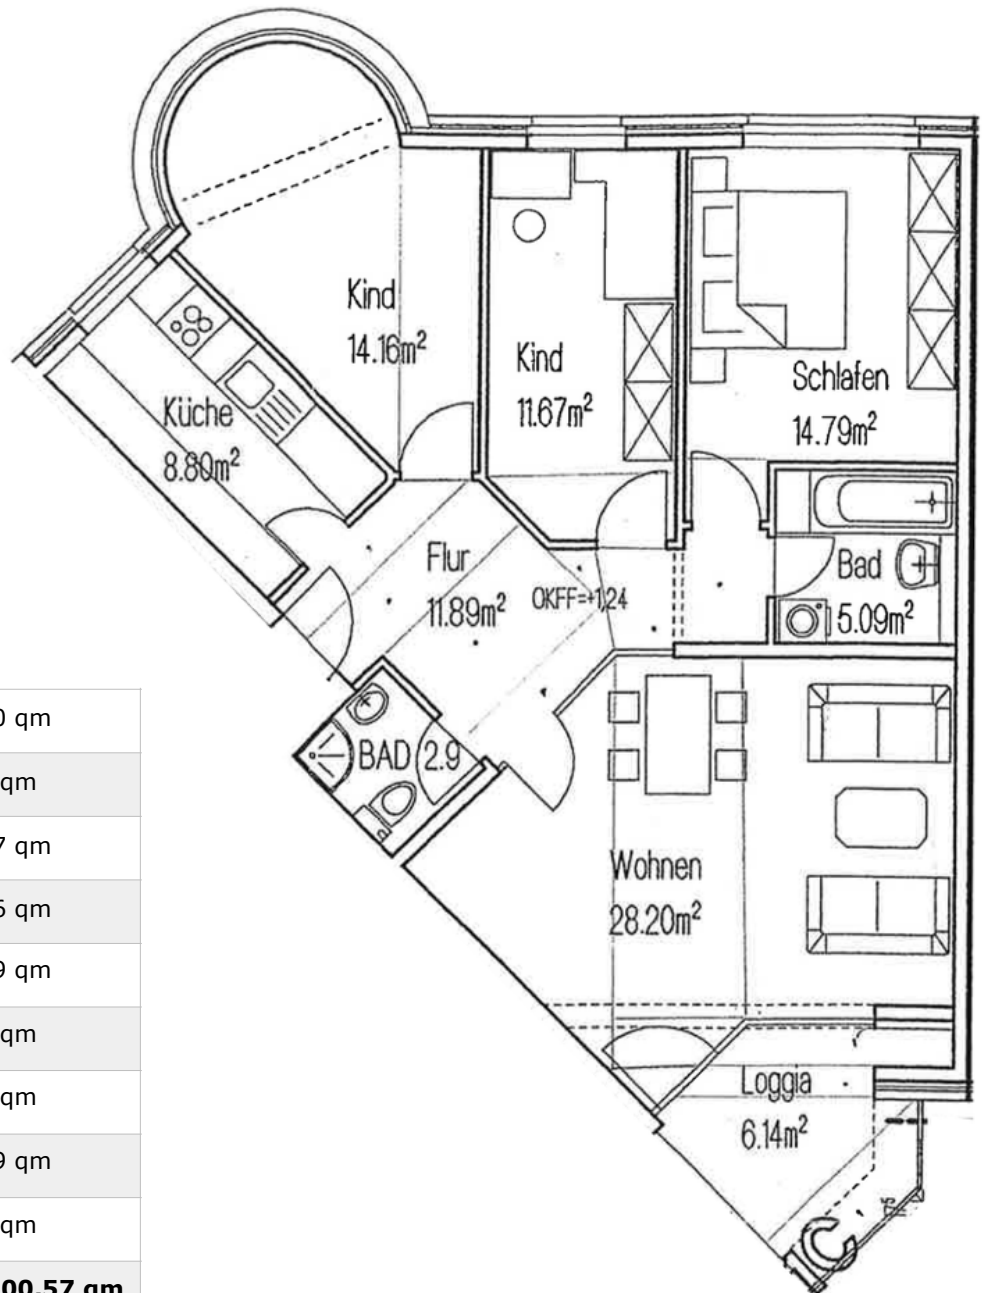 Kind
14.16m²
Kind
11.67m²
Schlafen
14.79m²
Küche
8.80m²
Flur
11.89m²
OKFF=+1,24
Bad
5.09m²
BAD 2.9
Wohnen
28.20m²
Loggia
6.14m²
1C
0 qm
qm
7 qm
6 qm
9 qm
qm
qm
9 qm
qm
00.57 qm